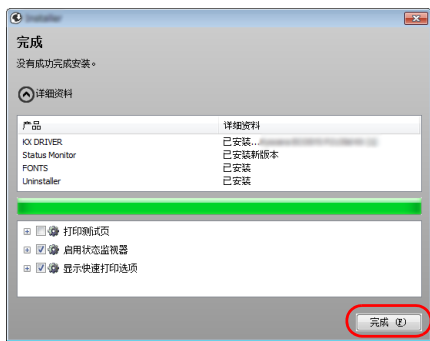 Installer
完成
没有成功完成安装。
详细资料
产品 详细资料
KX DRIVER 已安装...
Status Monitor 已安装新版本
FONTS 已安装
Uninstaller 已安装
打印测试页
启用状态监视器
显示快速打印选项
完成 (F)